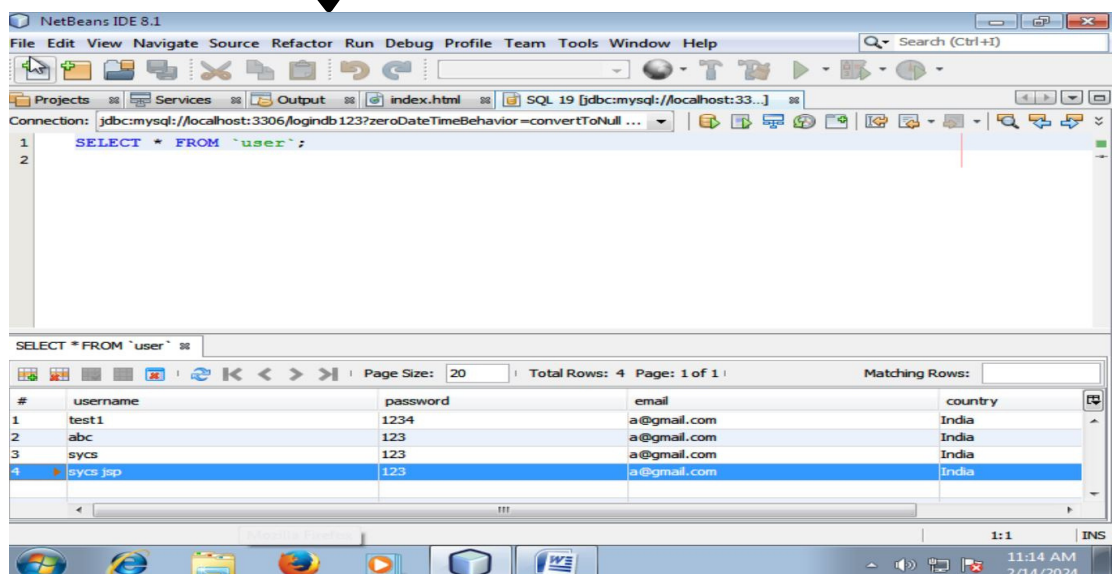 NetBeans IDE 8.1
File Edit View Navigate Source Refactor Run Debug Profile Team Tools Window Help
Search (Ctrl+I)
Projects Services Output index.html SQL 19 [jdbc:mysql://localhost:33...]
Connection: jdbc:mysql://localhost:3306/logindb123?zeroDateTimeBehavior=convertToNull ...
1 SELECT * FROM `user`;
2
SELECT * FROM `user`
Page Size: 20 Total Rows: 4 Page: 1 of 1 Matching Rows:
# username password email country
1 test1 1234 a@gmail.com India
2 abc 123 a@gmail.com India
3 sycs 123 a@gmail.com India
4 sycs jsp 123 a@gmail.com India
1:1 INS
11:14 AM
2/14/2024